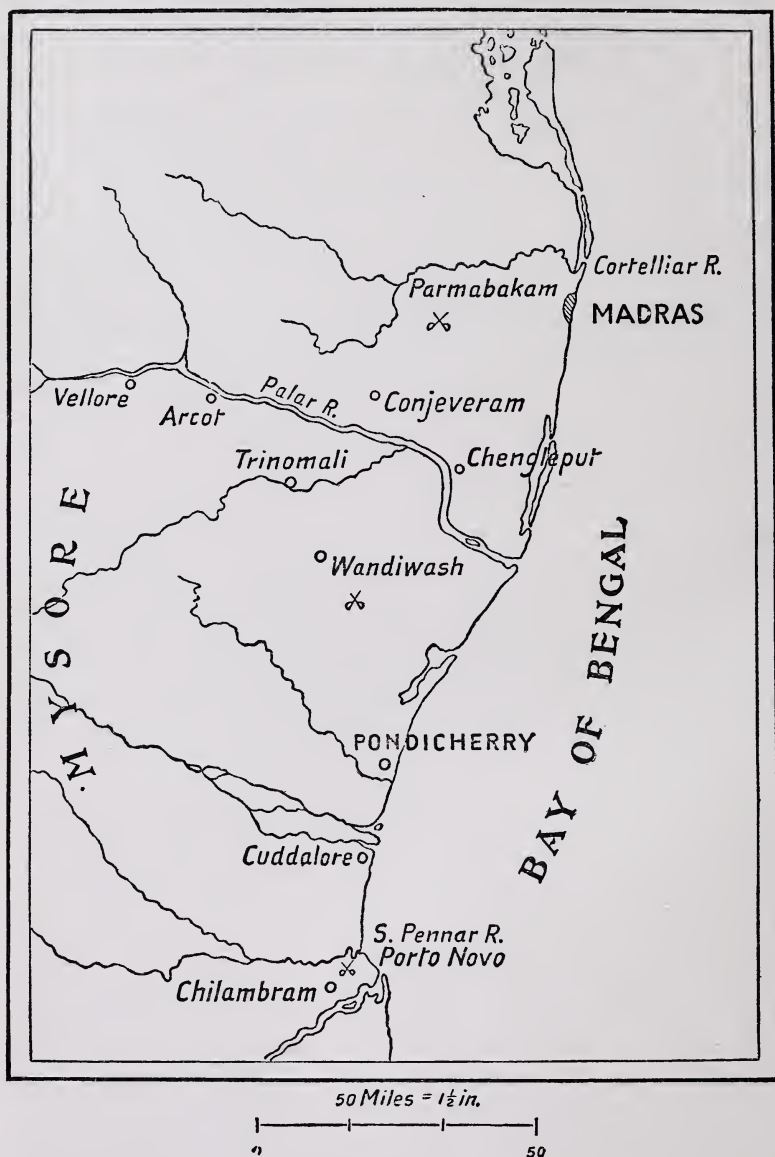 Cortelliar R.
Parmabakam
MADRAS
Vellore
Arcot
Palar R.
Conjeveram
Trinomali
Chengleput
MYSORE
Wandiwash
BAY OF BENGAL
PONDICHERRY
Cuddalore
S. Pennar R.
Porto Novo
Chilambram
50 Miles = 1½ in.
0 50